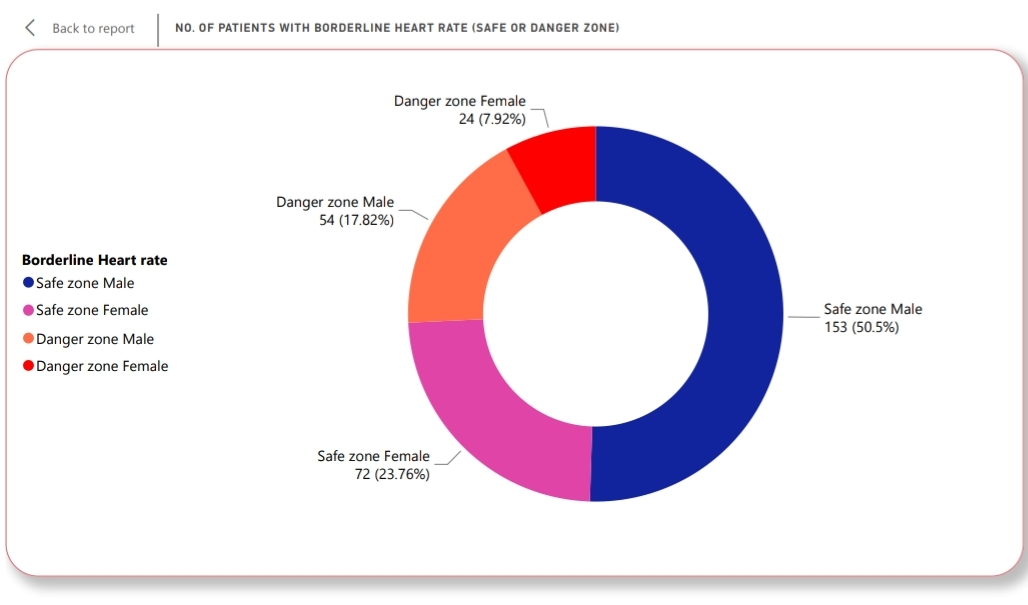 Back to report
NO. OF PATIENTS WITH BORDERLINE HEART RATE (SAFE OR DANGER ZONE)
Danger zone Female
24 (7.92%)
Danger zone Male
54 (17.82%)
Borderline Heart rate
Safe zone Male
Safe zone Female
Danger zone Male
Danger zone Female
Safe zone Male
153 (50.5%)
Safe zone Female
72 (23.76%)